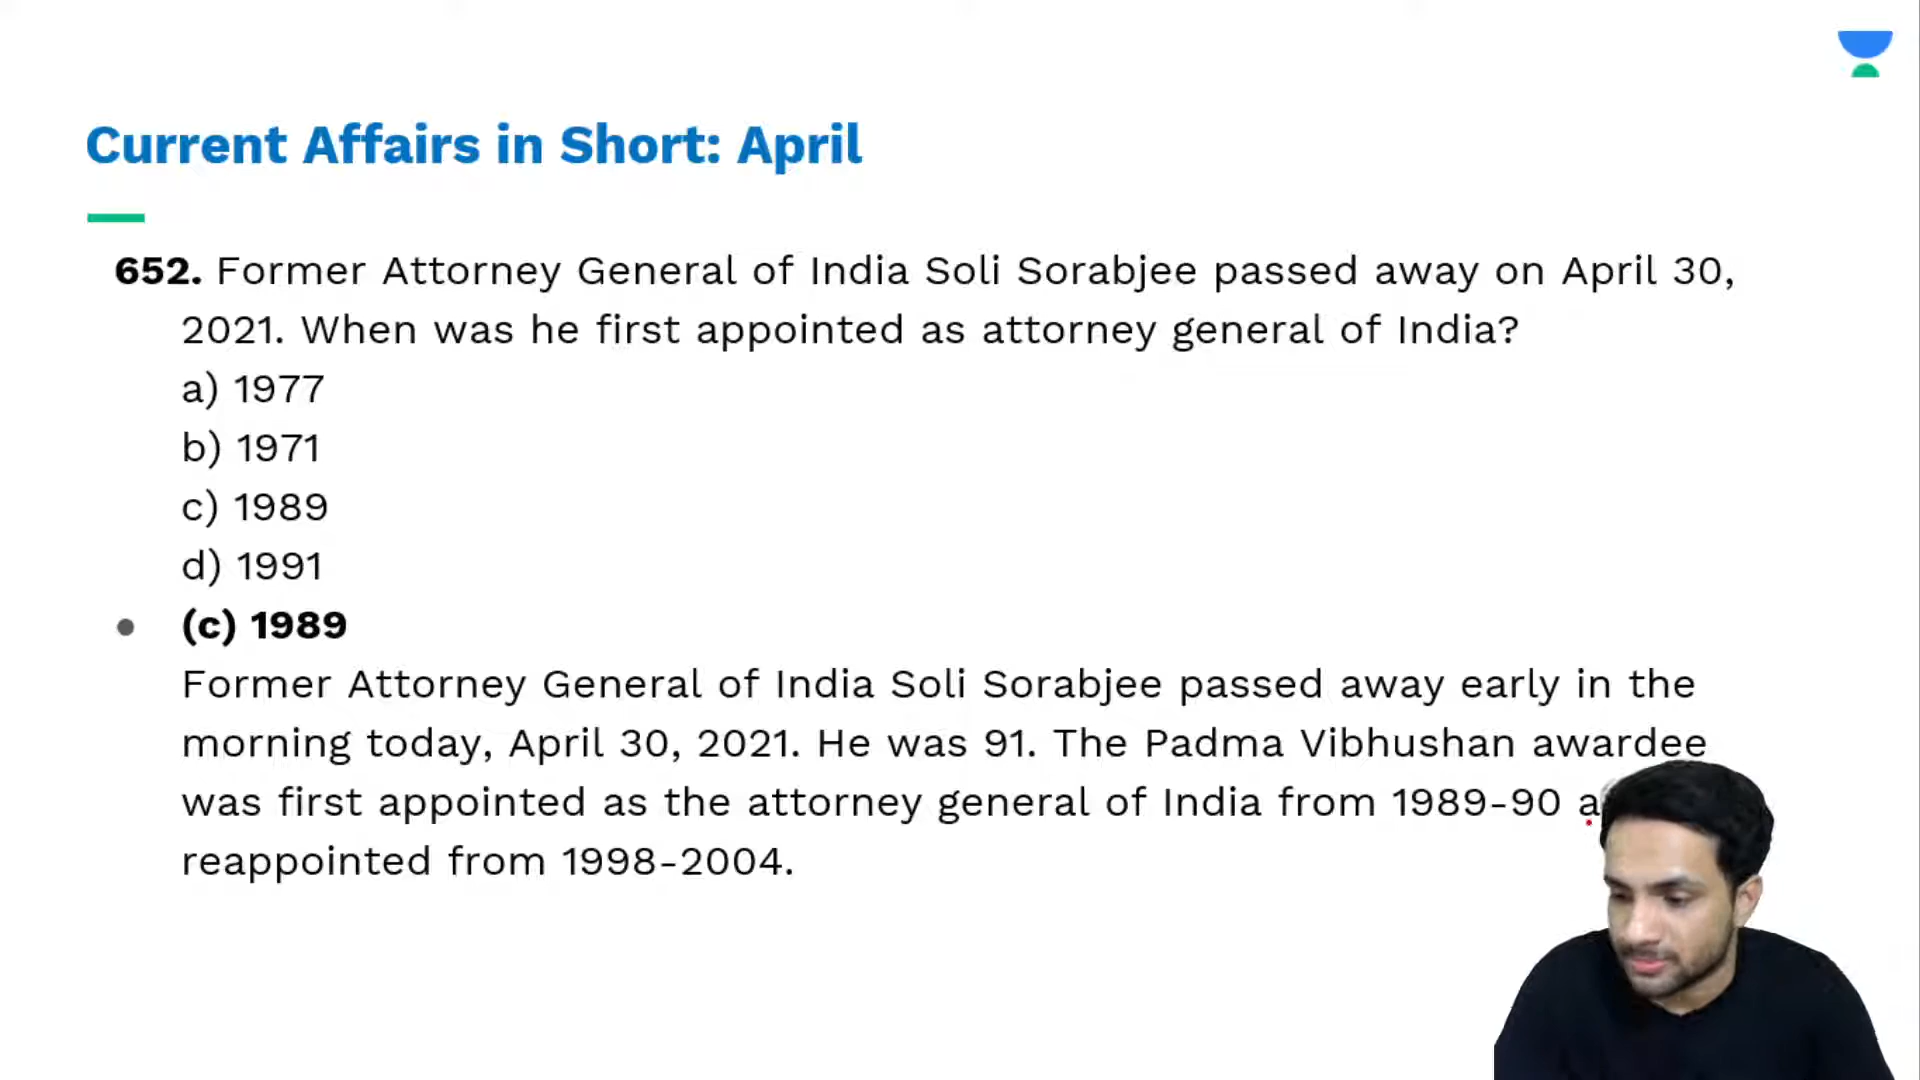 Current Affairs in Short: April
652. Former Attorney General of India Soli Sorabjee passed away on April 30,
2021. When was he first appointed as attorney general of India?
a) 1977
b) 1971
c) 1989
d) 1991
● (c) 1989
Former Attorney General of India Soli Sorabjee passed away early in the
morning today, April 30, 2021. He was 91. The Padma Vibhushan awardee
was first appointed as the attorney general of India from 1989-90
reappointed from 1998-2004.